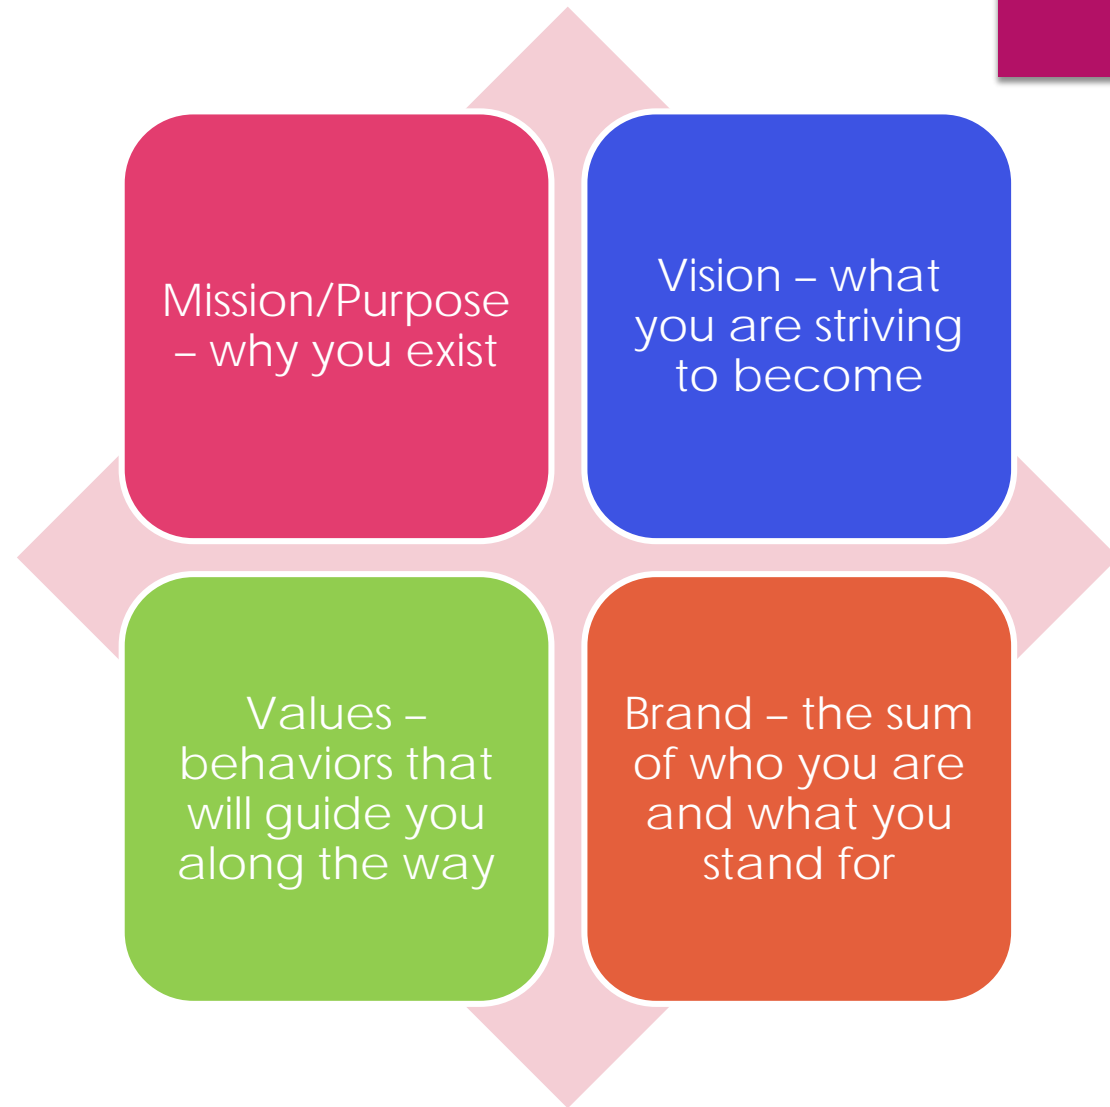 Mission/Purpose
– why you exist
Vision – what
you are striving
to become
Values –
behaviors that
will guide you
along the way
Brand – the sum
of who you are
and what you
stand for